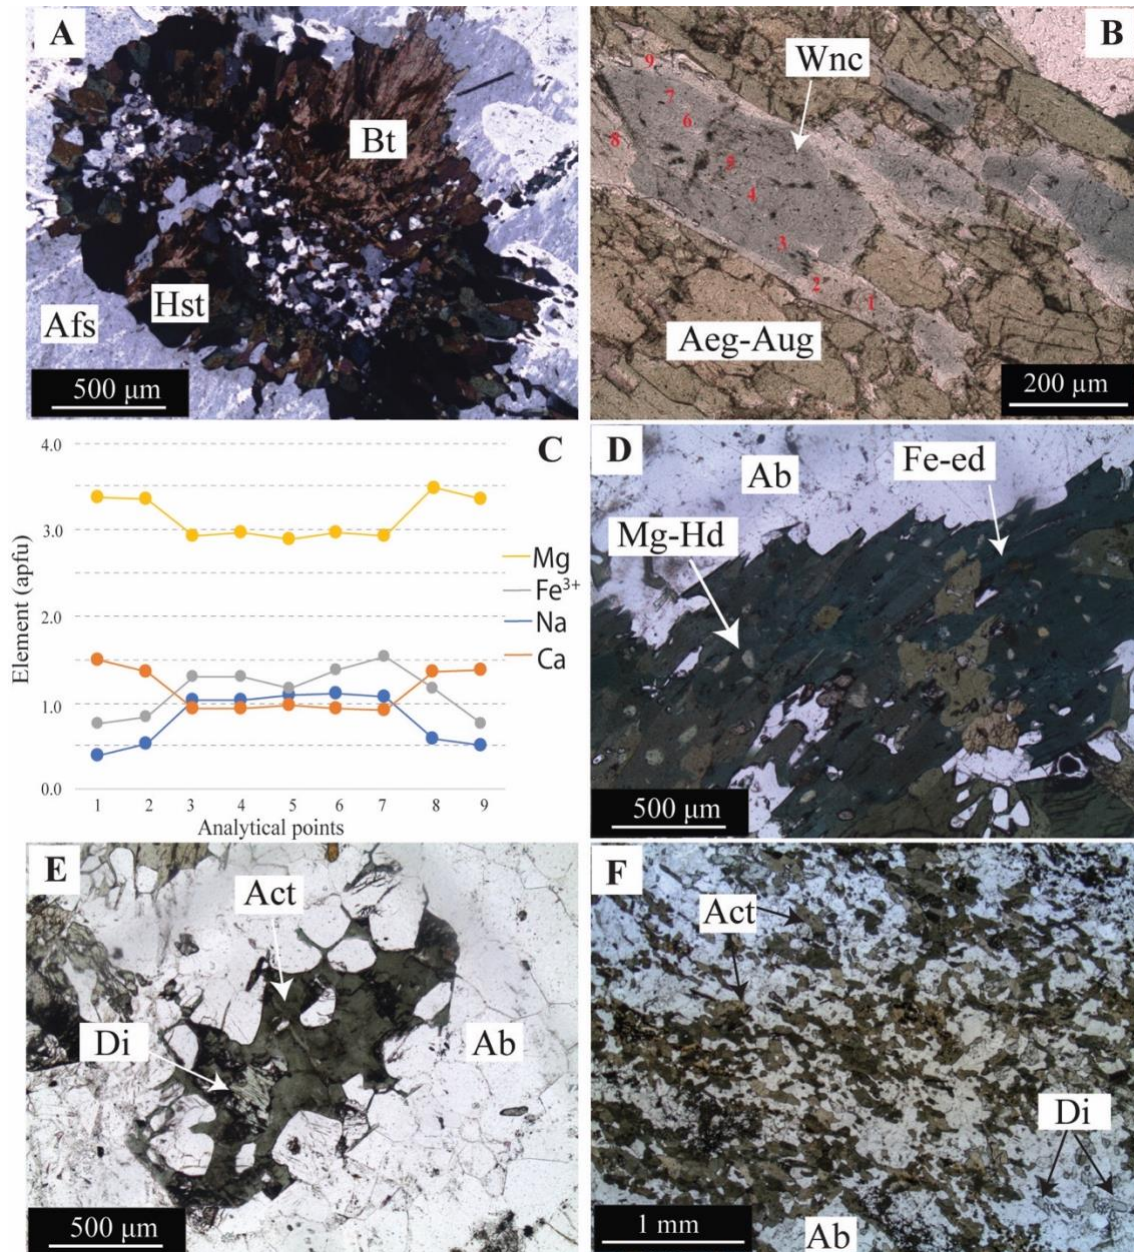 A
Bt
Hst
Afs
500 µm
B
Wnc
9
7
6
8
5
4
3
2
1
Aeg-Aug
200 µm
C
4.0
3.0
2.0
1.0
0.0
Element (apfu)
Mg
Fe³⁺
Na
Ca
1 2 3 4 5 6 7 8 9
Analytical points
D
Ab
Fe-ed
Mg-Hd
500 µm
E
Act
Di
Ab
500 µm
F
Act
Di
Ab
1 mm